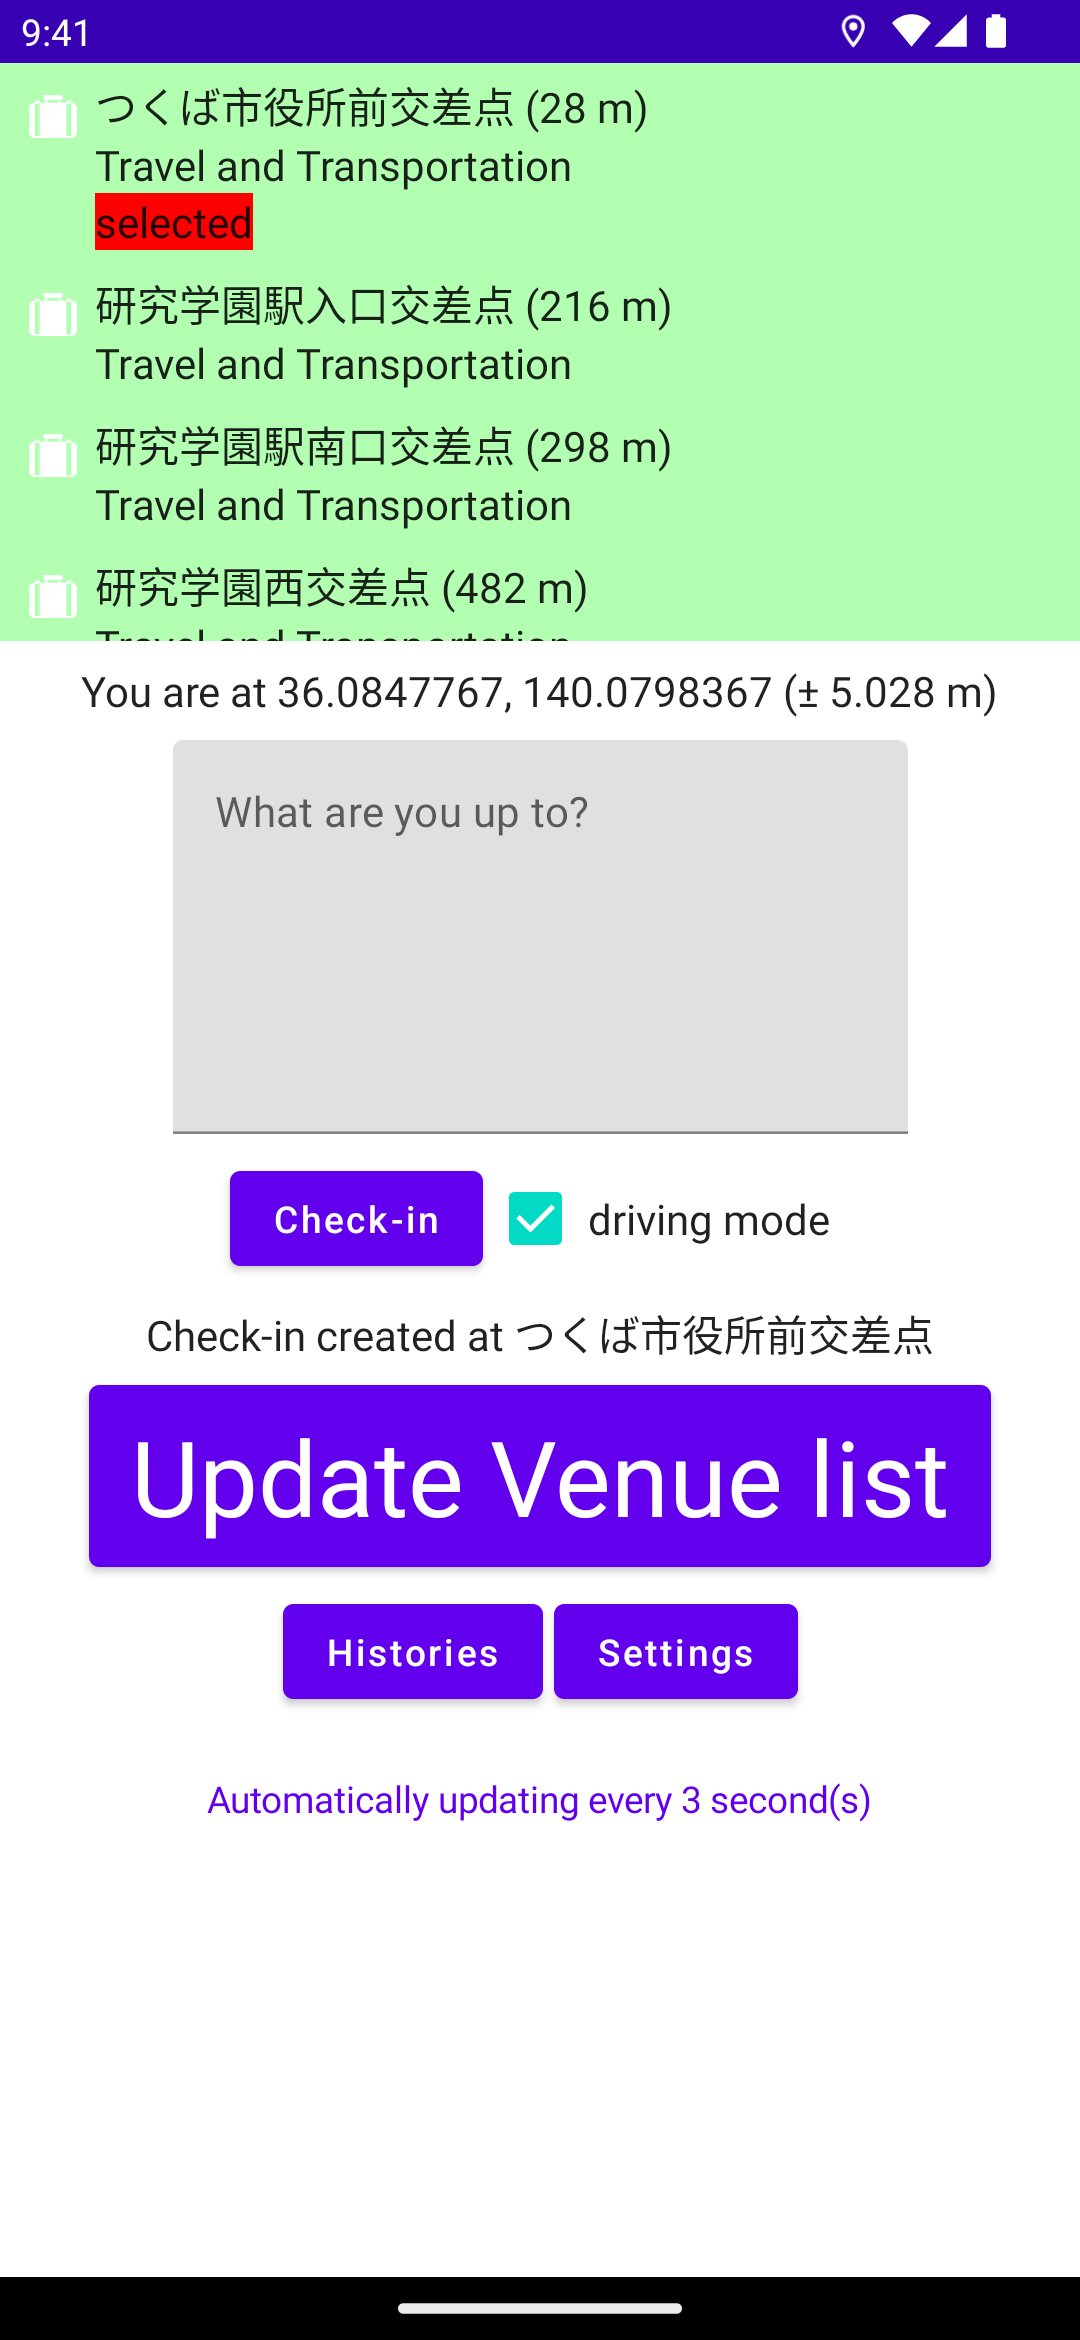 9:41
つくば市役所前交差点 (28 m)
Travel and Transportation
selected
研究学園駅入口交差点 (216 m)
Travel and Transportation
研究学園駅南口交差点 (298 m)
Travel and Transportation
研究学園西交差点 (482 m)
Travel and Transportation
You are at 36.0847767, 140.0798367 (± 5.028 m)
What are you up to?
Check-in
driving mode
Check-in created at つくば市役所前交差点
Update Venue list
Histories
Settings
Automatically updating every 3 second(s)